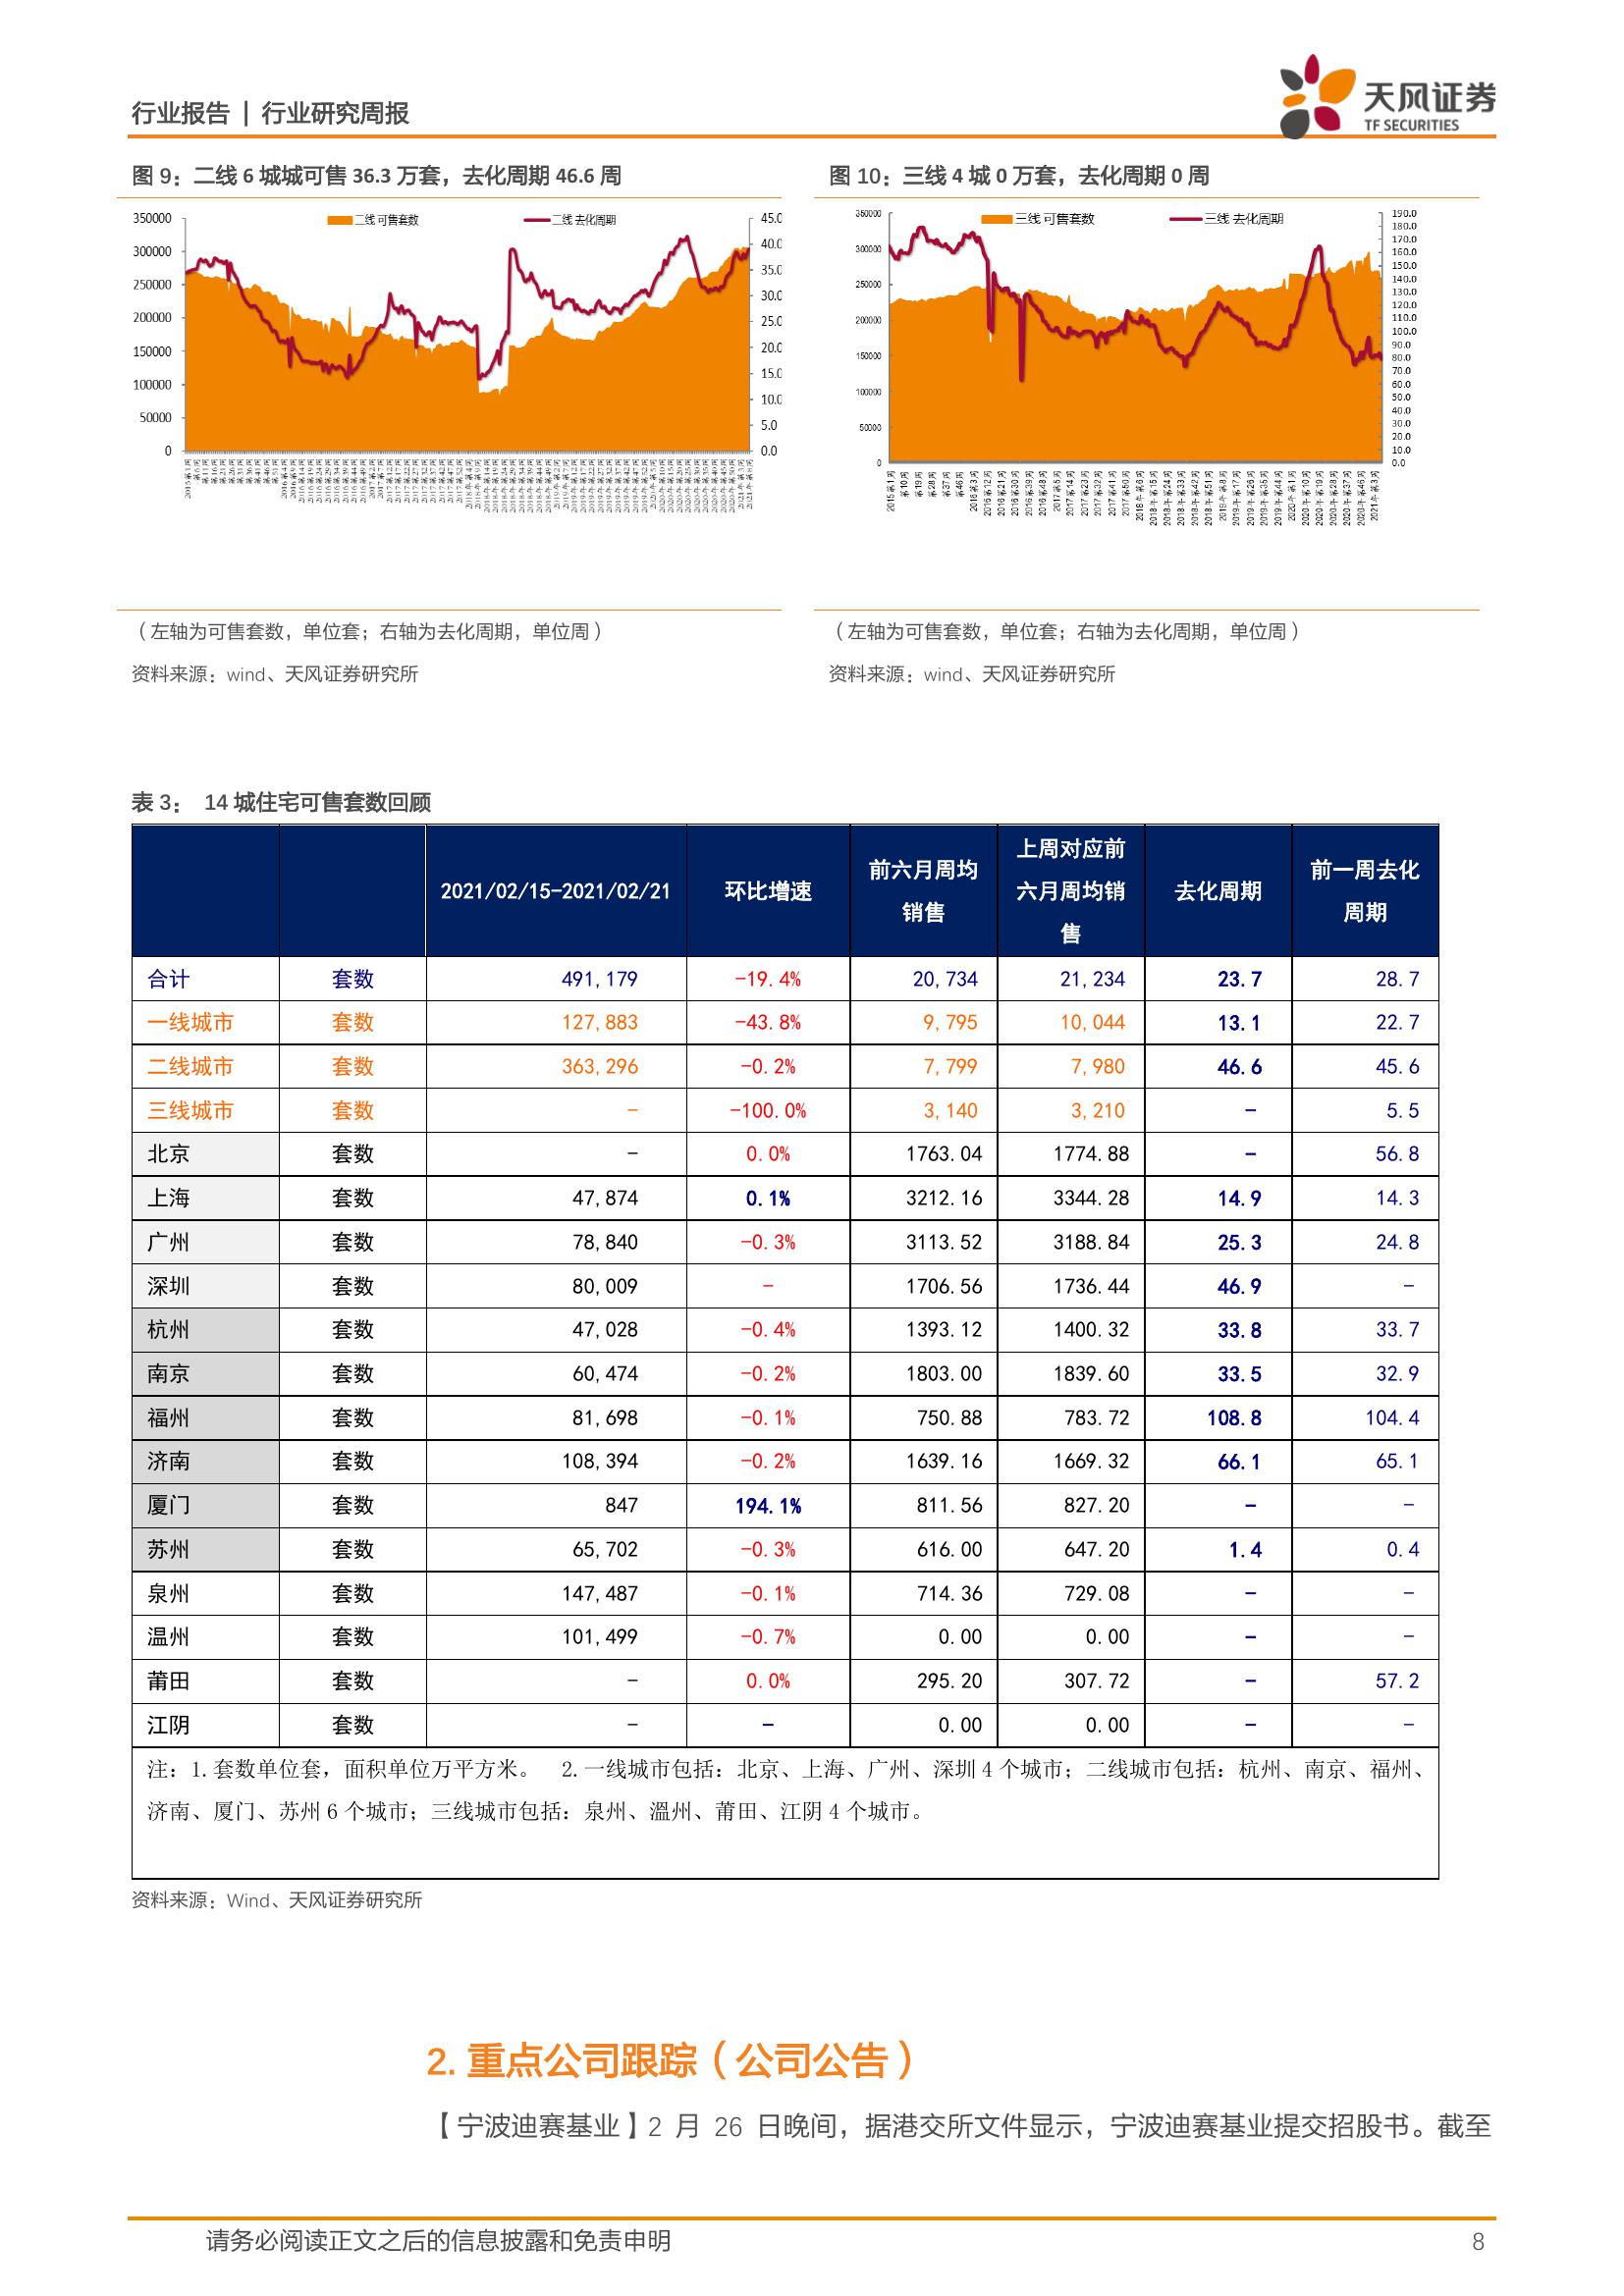 行业报告 | 行业研究周报
天风证券
TF SECURITIES
图 9：二线 6 城城可售 36.3 万套，去化周期 46.6 周
二线 可售套数
二线 去化周期
350000
300000
250000
200000
150000
100000
50000
0
45.0
40.0
35.0
30.0
25.0
20.0
15.0
10.0
5.0
0.0
（左轴为可售套数，单位套；右轴为去化周期，单位周）
资料来源：wind、天风证券研究所
图 10：三线 4 城 0 万套，去化周期 0 周
三线 可售套数
三线 去化周期
350000
300000
250000
200000
150000
100000
50000
0
190.0
180.0
170.0
160.0
150.0
140.0
130.0
120.0
110.0
100.0
90.0
80.0
70.0
60.0
50.0
40.0
30.0
20.0
10.0
0.0
（左轴为可售套数，单位套；右轴为去化周期，单位周）
资料来源：wind、天风证券研究所
表 3： 14 城住宅可售套数回顾
2021/02/15-2021/02/21 环比增速 前六月周均销售 上周对应前六月周均销售 去化周期 前一周去化周期
合计 套数 491,179 -19.4% 20,734 21,234 23.7 28.7
一线城市 套数 127,883 -43.8% 9,795 10,044 13.1 22.7
二线城市 套数 363,296 -0.2% 7,799 7,980 46.6 45.6
三线城市 套数 - -100.0% 3,140 3,210 - 5.5
北京 套数 - 0.0% 1763.04 1774.88 - 56.8
上海 套数 47,874 0.1% 3212.16 3344.28 14.9 14.3
广州 套数 78,840 -0.3% 3113.52 3188.84 25.3 24.8
深圳 套数 80,009 - 1706.56 1736.44 46.9 -
杭州 套数 47,028 -0.4% 1393.12 1400.32 33.8 33.7
南京 套数 60,474 -0.2% 1803.00 1839.60 33.5 32.9
福州 套数 81,698 -0.1% 750.88 783.72 108.8 104.4
济南 套数 108,394 -0.2% 1639.16 1669.32 66.1 65.1
厦门 套数 847 194.1% 811.56 827.20 - -
苏州 套数 65,702 -0.3% 616.00 647.20 1.4 0.4
泉州 套数 147,487 -0.1% 714.36 729.08 - -
温州 套数 101,499 -0.7% 0.00 0.00 - -
莆田 套数 - 0.0% 295.20 307.72 - 57.2
江阴 套数 - - 0.00 0.00 - -
注：1.套数单位套，面积单位万平方米。 2.一线城市包括：北京、上海、广州、深圳 4 个城市；二线城市包括：杭州、南京、福州、
济南、厦门、苏州 6 个城市；三线城市包括：泉州、溫州、莆田、江阴 4 个城市。
资料来源：Wind、天风证券研究所
2. 重点公司跟踪（公司公告）
【宁波迪赛基业】2 月 26 日晚间，据港交所文件显示，宁波迪赛基业提交招股书。截至
请务必阅读正文之后的信息披露和免责申明
8